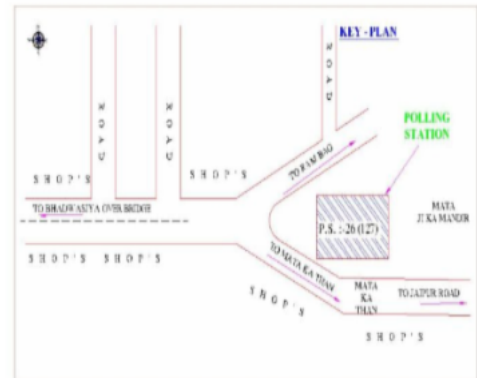 KEY - PLAN
ROAD
ROAD
ROAD
POLLING
STATION
SHOP'S
SHOP'S
TO RAM BAG
TO BHADWASIYA OVER BRIDGE
MATA
JI KA MANDIR
P.S. :-26 (127)
SHOP'S SHOP'S
TO MATA KA THAN
MATA
KA
THAN
TO JAIPUR ROAD
SHOP'S
SHOP'S